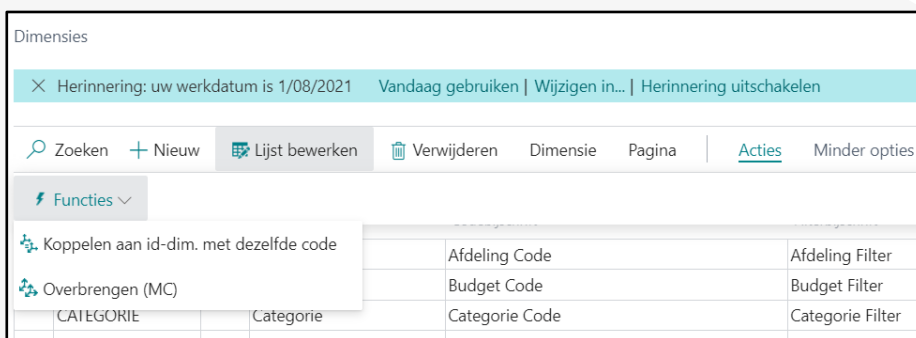 Dimensies
Herinnering: uw werkdatum is 1/08/2021 Vandaag gebruiken | Wijzigen in... | Herinnering uitschakelen
Zoeken Nieuw Lijst bewerken Verwijderen Dimensie Pagina Acties Minder opties
Functies
Koppelen aan id-dim. met dezelfde code
Afdeling Code Afdeling Filter
Overbrengen (MC) Budget Code Budget Filter
CATEGORIE Categorie Categorie Code Categorie Filter